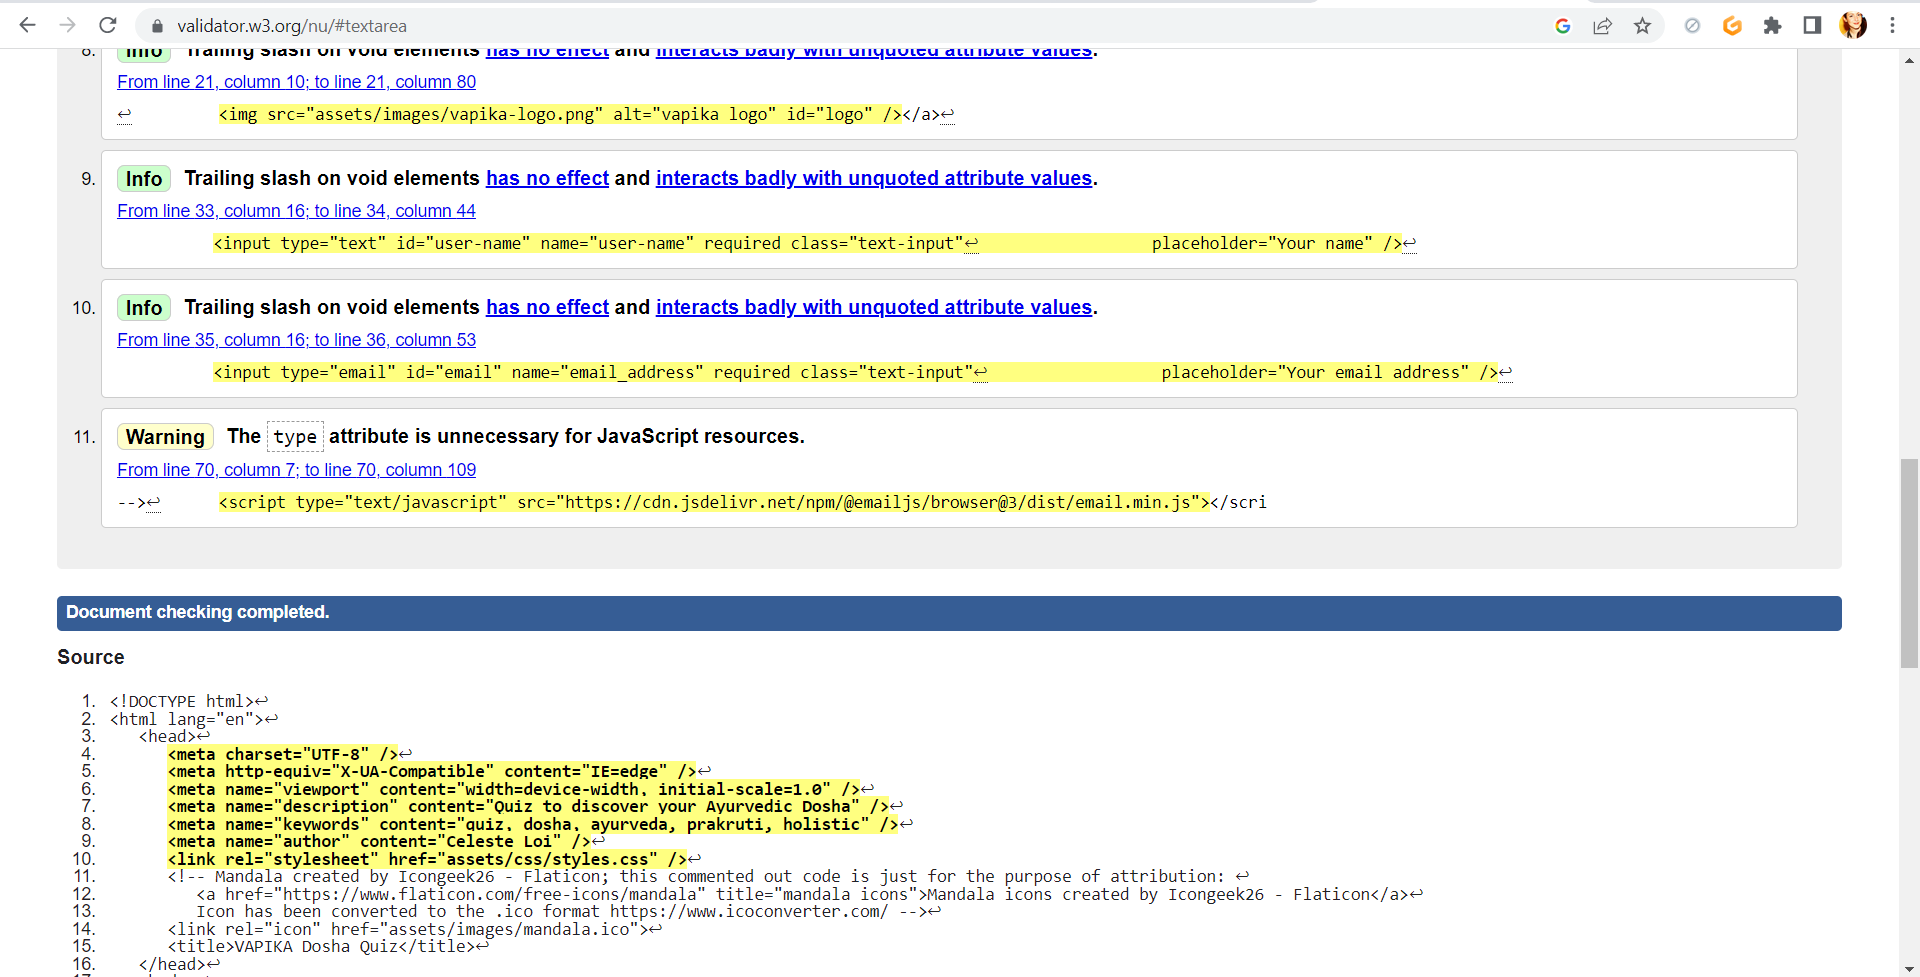 validator.w3.org/nu/#textarea
8. Info Trailing slash on void elements has no effect and interacts badly with unquoted attribute values.
From line 21, column 10; to line 21, column 80
↩ <img src="assets/images/vapika-logo.png" alt="vapika logo" id="logo" /></a>↩
9. Info Trailing slash on void elements has no effect and interacts badly with unquoted attribute values.
From line 33, column 16; to line 34, column 44
<input type="text" id="user-name" name="user-name" required class="text-input"↩ placeholder="Your name" />↩
10. Info Trailing slash on void elements has no effect and interacts badly with unquoted attribute values.
From line 35, column 16; to line 36, column 53
<input type="email" id="email" name="email_address" required class="text-input"↩ placeholder="Your email address" />↩
11. Warning The type attribute is unnecessary for JavaScript resources.
From line 70, column 7; to line 70, column 109
-->↩ <script type="text/javascript" src="https://cdn.jsdelivr.net/npm/@emailjs/browser@3/dist/email.min.js"></scri
Document checking completed.
Source
1. <!DOCTYPE html>↩
2. <html lang="en">↩
3. <head>↩
4. <meta charset="UTF-8" />↩
5. <meta http-equiv="X-UA-Compatible" content="IE=edge" />↩
6. <meta name="viewport" content="width=device-width, initial-scale=1.0" />↩
7. <meta name="description" content="Quiz to discover your Ayurvedic Dosha" />↩
8. <meta name="keywords" content="quiz, dosha, ayurveda, prakruti, holistic" />↩
9. <meta name="author" content="Celeste Loi" />↩
10. <link rel="stylesheet" href="assets/css/styles.css" />↩
11. <!-- Mandala created by Icongeek26 - Flaticon; this commented out code is just for the purpose of attribution: ↩
12. <a href="https://www.flaticon.com/free-icons/mandala" title="mandala icons">Mandala icons created by Icongeek26 - Flaticon</a>↩
13. Icon has been converted to the .ico format https://www.icoconverter.com/ -->↩
14. <link rel="icon" href="assets/images/mandala.ico">↩
15. <title>VAPIKA Dosha Quiz</title>↩
16. </head>↩